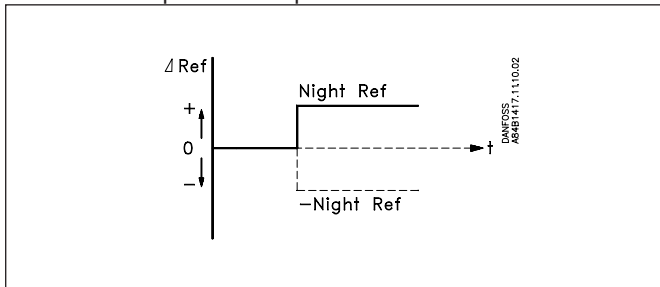 Δ Ref
Night Ref
+
0
t
–
–Night Ref
DANFOSS
A84B1417.1110.02